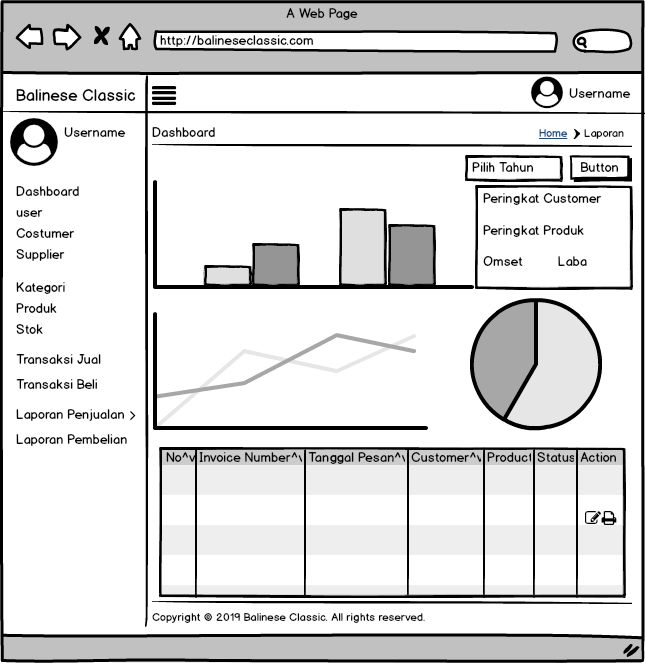 A Web Page
http://balineseclassic.com
Balinese Classic
Username
Username
Dashboard
user
Costumer
Supplier
Kategori
Produk
Stok
Transaksi Jual
Transaksi Beli
Laporan Penjualan >
Laporan Pembelian
Dashboard
Home > Laporan
Pilih Tahun
Button
Peringkat Customer
Peringkat Produk
Omset Laba
No^v Invoice Number^v Tanggal Pesan^v Customer^v Product Status Action
Copyright © 2019 Balinese Classic. All rights reserved.